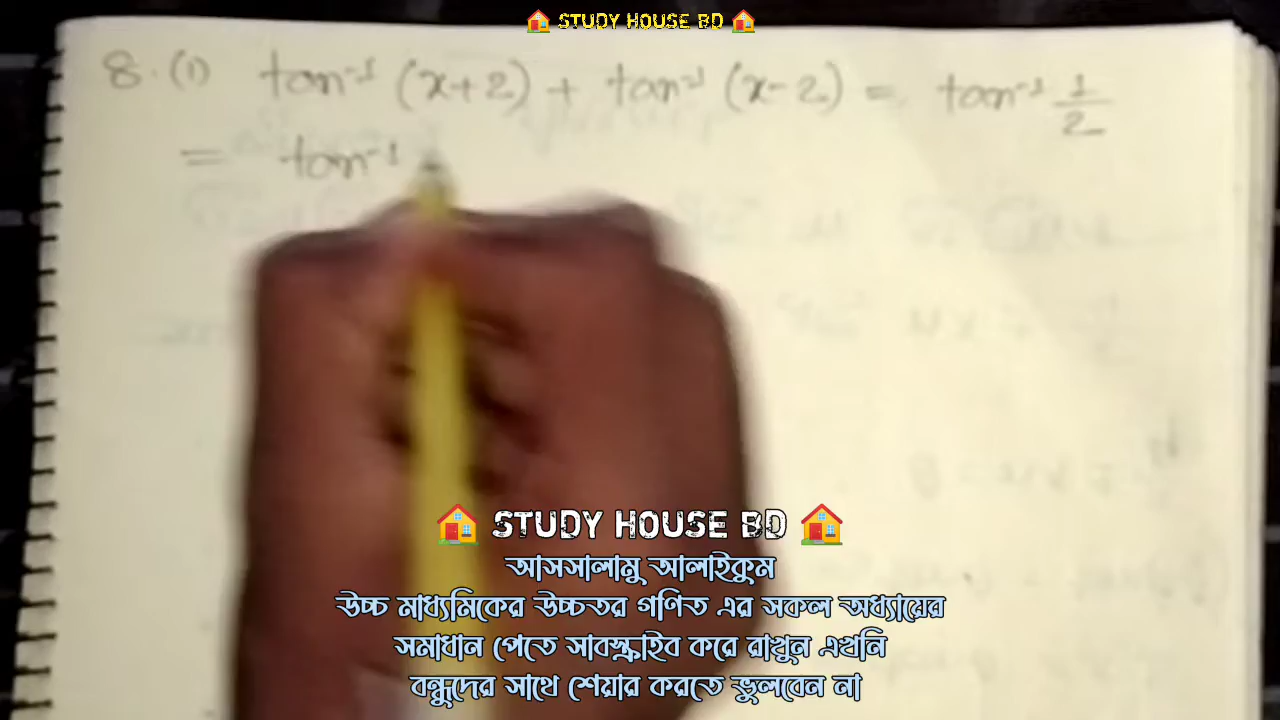 🏠 STUDY HOUSE BD 🏠
8. (1) tan⁻¹ (x+2) + tan⁻¹ (x-2) = tan⁻¹ 1/2
= tan⁻¹
🏠 STUDY HOUSE BD 🏠
আসসালামু আলাইকুম
উচ্চ মাধ্যমিকের উচ্চতর গণিত এর সকল অধ্যায়ের
সমাধান পেতে সাবস্ক্রাইব করে রাখুন এখনি
বন্ধুদের সাথে শেয়ার করতে ভুলবেন না